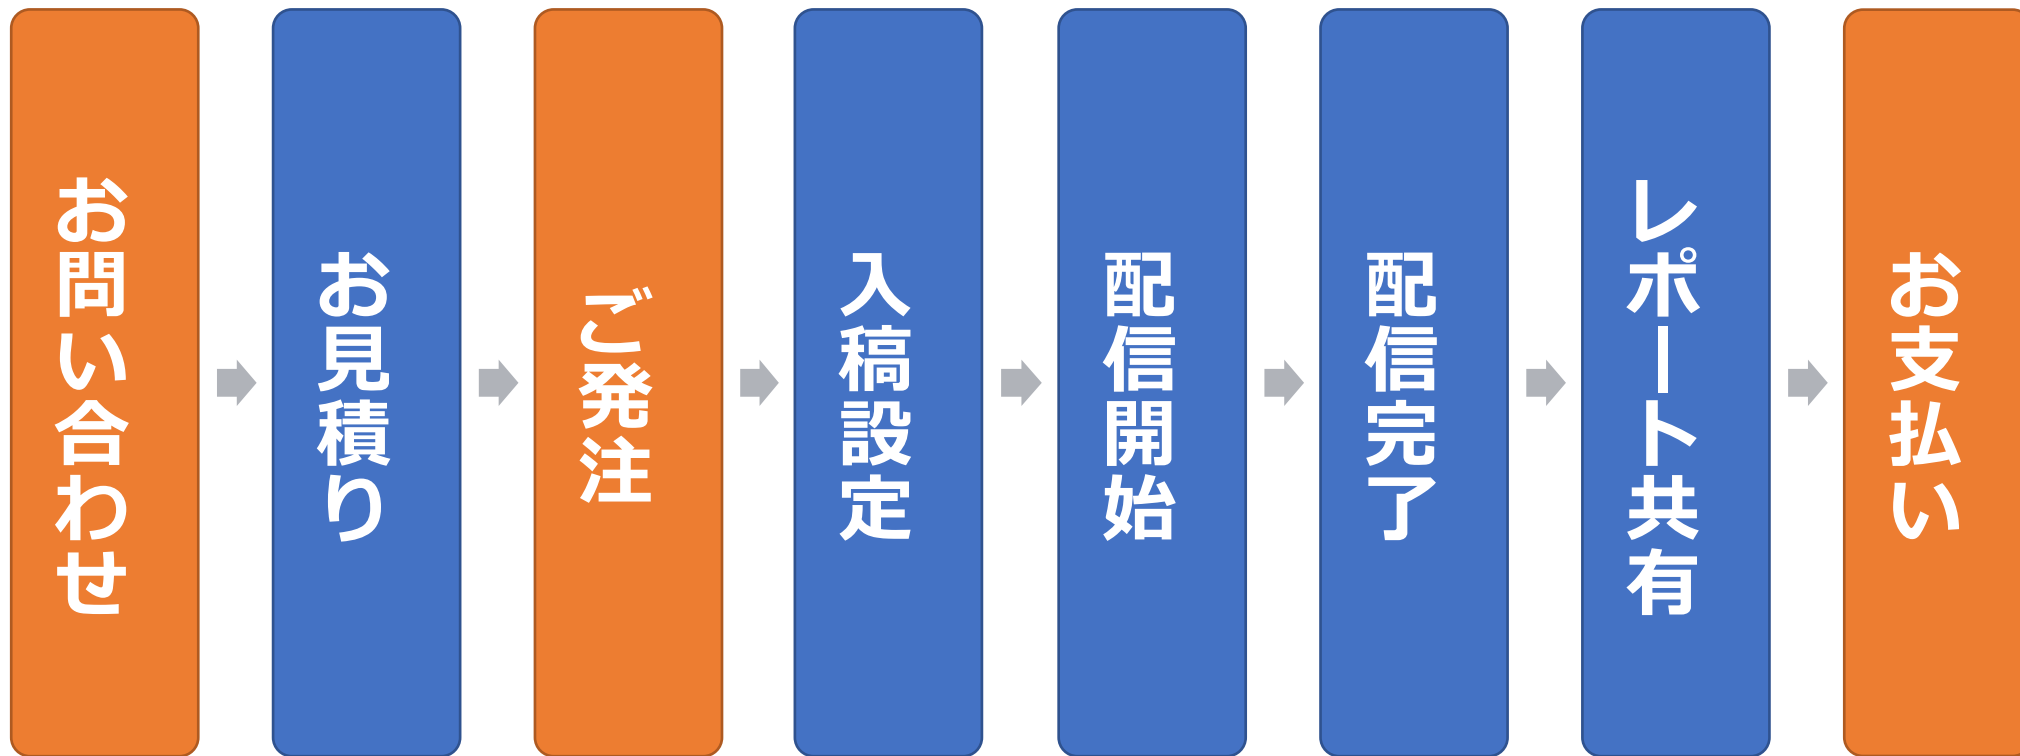 お問い合わせ
お見積り
ご発注
入稿設定
配信開始
配信完了
レポート共有
お支払い